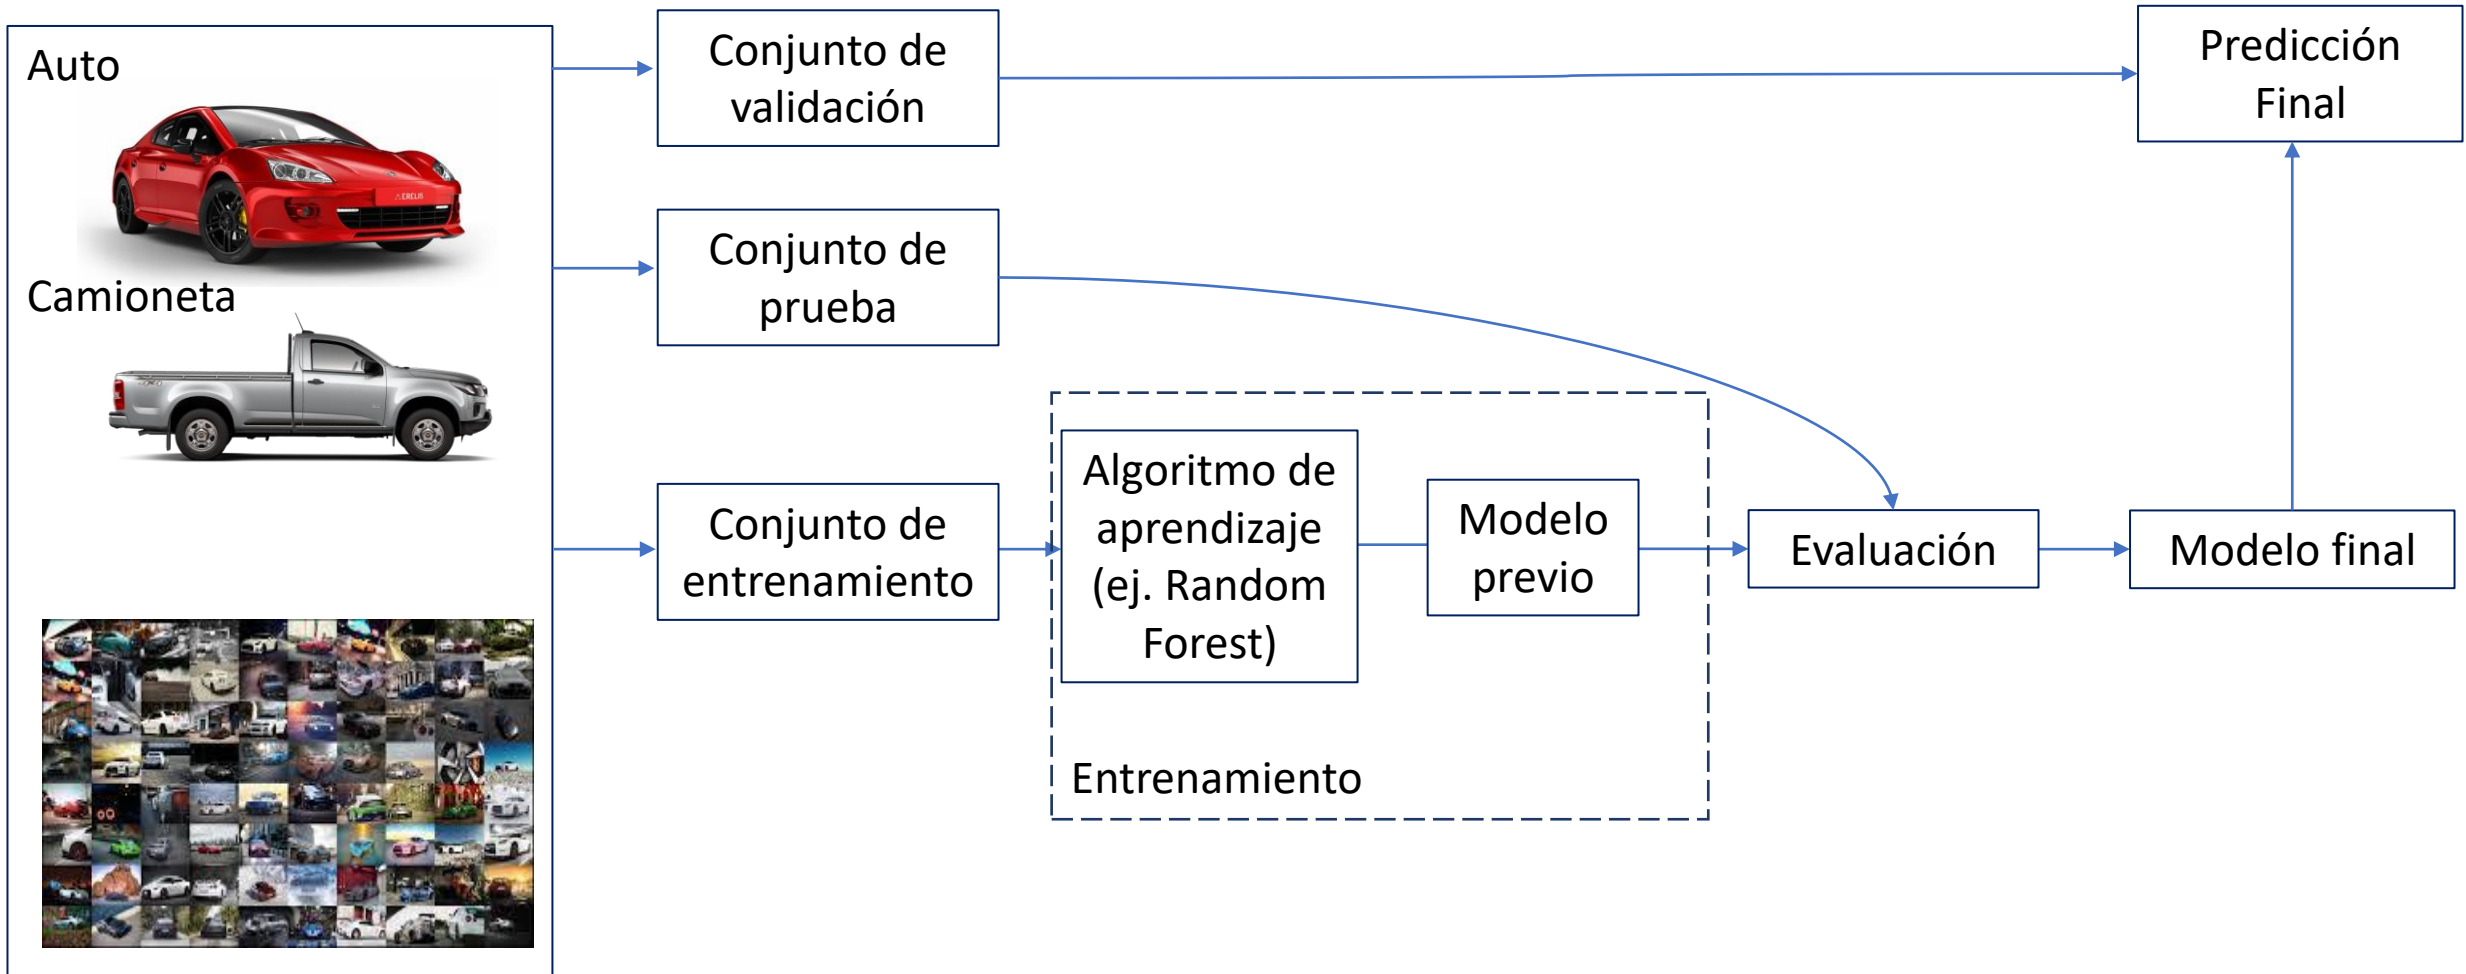 Auto
Camioneta
Conjunto de
validación
Conjunto de
prueba
Conjunto de
entrenamiento
Algoritmo de
aprendizaje
(ej. Random
Forest)
Modelo
previo
Entrenamiento
Evaluación
Modelo final
Predicción
Final